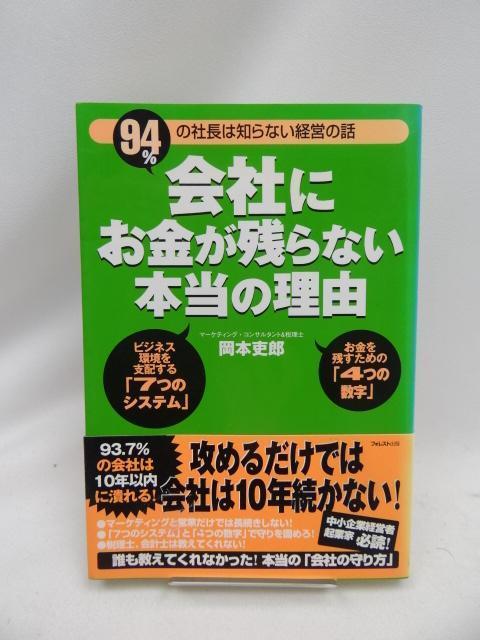 94%の社長は知らない経営の話
会社に
お金が残らない
本当の理由
マーケティング・コンサルタント&税理士
岡本吏郎
ビジネス
環境を
支配する
「7つの
システム」
お金を
残すための
「4つの
数字」
フォレスト出版
93.7%
の会社は
10年以内
に潰れる!
攻めるだけでは
会社は10年続かない!
●マーケティングと営業だけでは長続きしない!
●「7つのシステム」と「4つの数字」で守りを固めろ!
●税理士、会計士は教えてくれない!
中小企業経営者
起業家 必読!
誰も教えてくれなかった!本当の「会社の守り方」